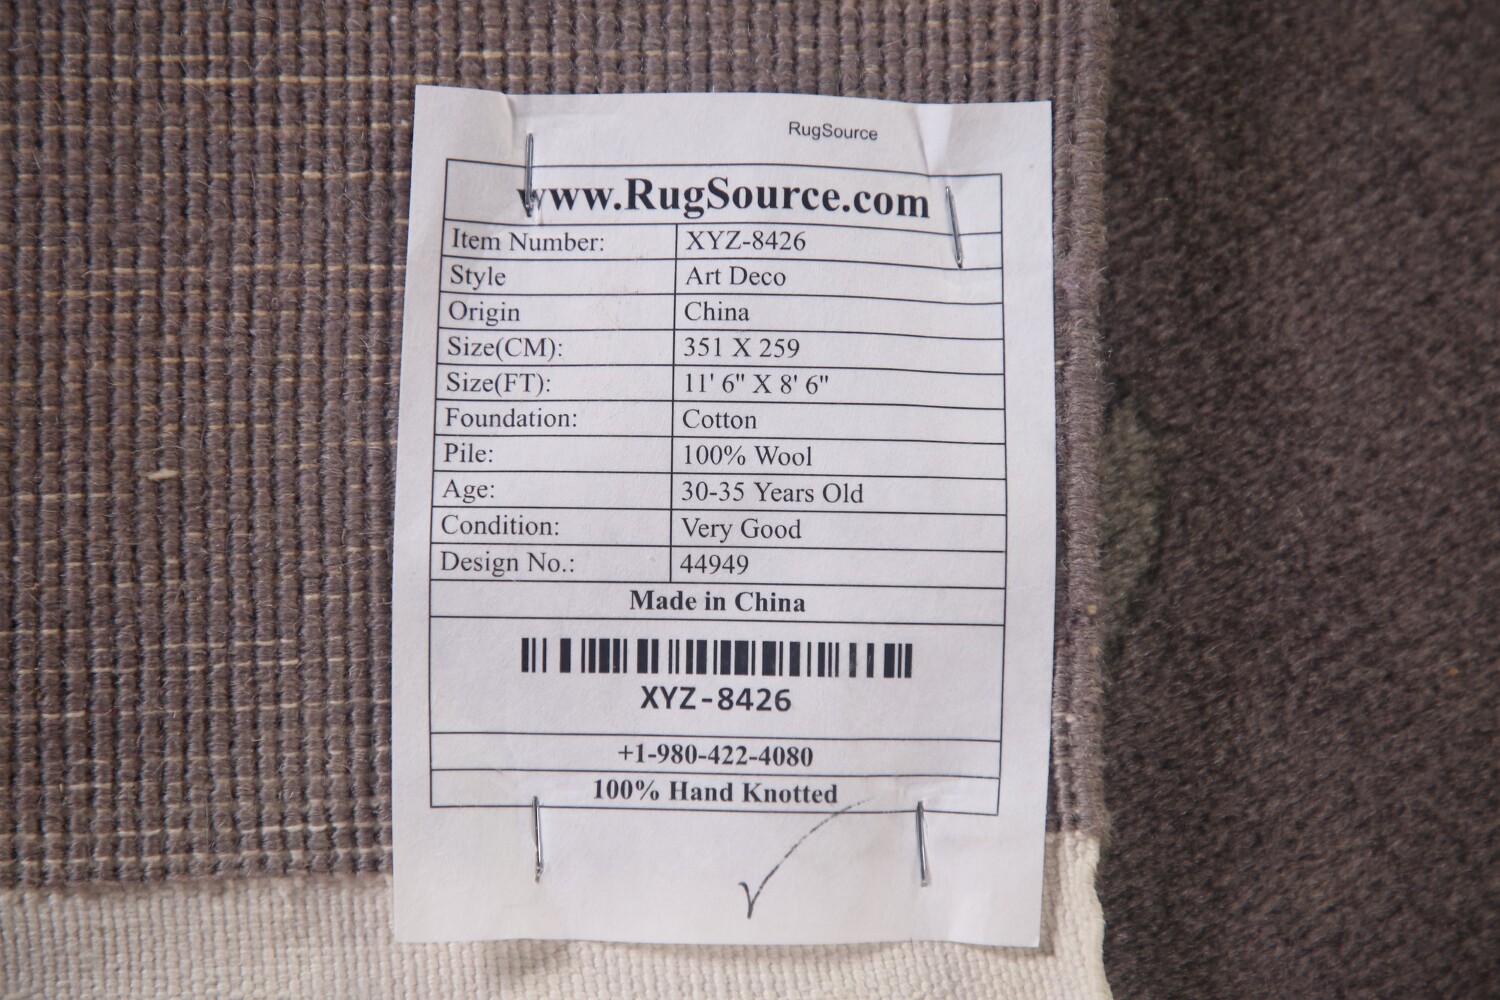 RugSource
www.RugSource.com
Item Number: XYZ-8426
Style Art Deco
Origin China
Size(CM): 351 X 259
Size(FT): 11' 6" X 8' 6"
Foundation: Cotton
Pile: 100% Wool
Age: 30-35 Years Old
Condition: Very Good
Design No.: 44949
Made in China
XYZ-8426
+1-980-422-4080
100% Hand Knotted